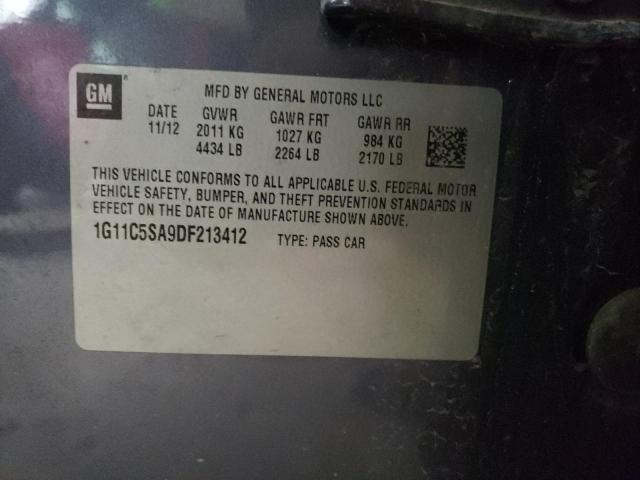 GM®
MFD BY GENERAL MOTORS LLC
DATE GVWR GAWR FRT GAWR RR
11/12 2011 KG 1027 KG 984 KG
4434 LB 2264 LB 2170 LB
THIS VEHICLE CONFORMS TO ALL APPLICABLE U.S. FEDERAL MOTOR
VEHICLE SAFETY, BUMPER, AND THEFT PREVENTION STANDARDS IN
EFFECT ON THE DATE OF MANUFACTURE SHOWN ABOVE.
1G11C5SA9DF213412 TYPE: PASS CAR